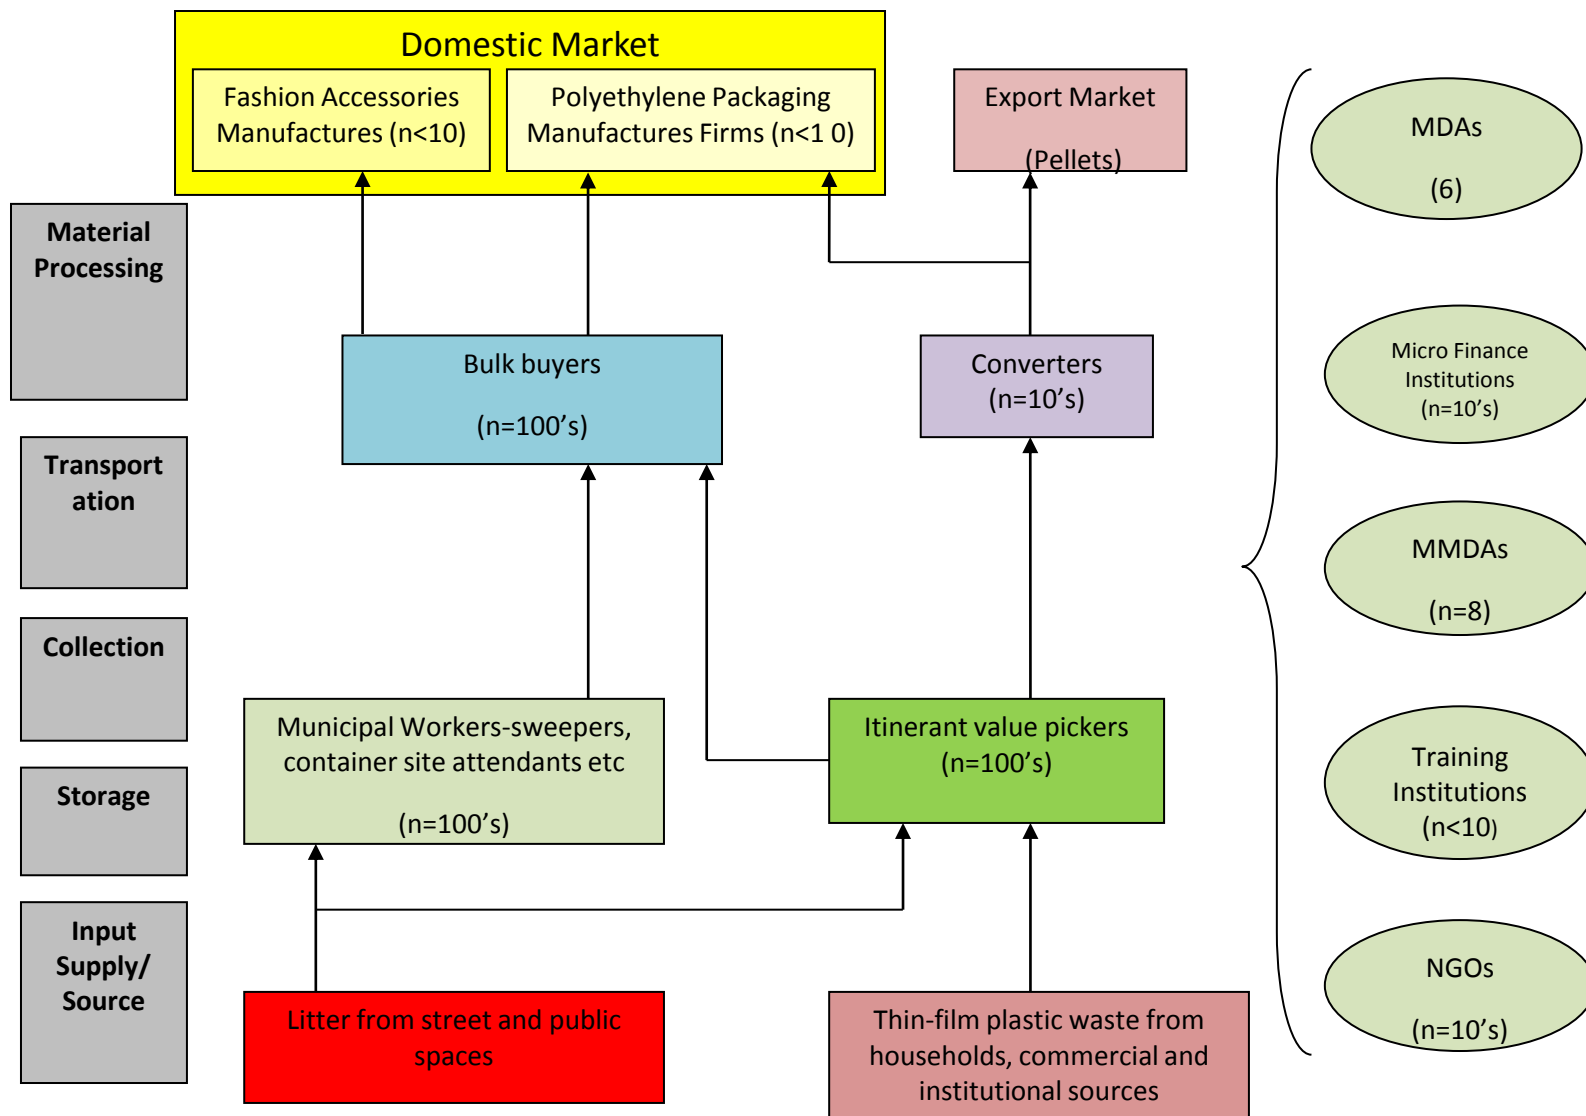 Domestic Market
Fashion Accessories
Manufactures (n<10)
Polyethylene Packaging
Manufactures Firms (n<1 0)
Export Market
(Pellets)
MDAs
(6)
Material
Processing
Bulk buyers
(n=100’s)
Converters
(n=10’s)
Micro Finance
Institutions
(n=10’s)
Transport
ation
MMDAs
(n=8)
Collection
Municipal Workers-sweepers,
container site attendants etc
(n=100’s)
Itinerant value pickers
(n=100’s)
Training
Institutions
(n<10)
Storage
Input
Supply/
Source
Litter from street and public
spaces
Thin-film plastic waste from
households, commercial and
institutional sources
NGOs
(n=10’s)